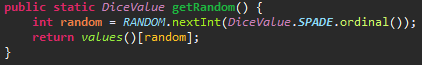 public static DiceValue getRandom() {
int random = RANDOM.nextInt(DiceValue.SPADE.ordinal());
return values()[random];
}